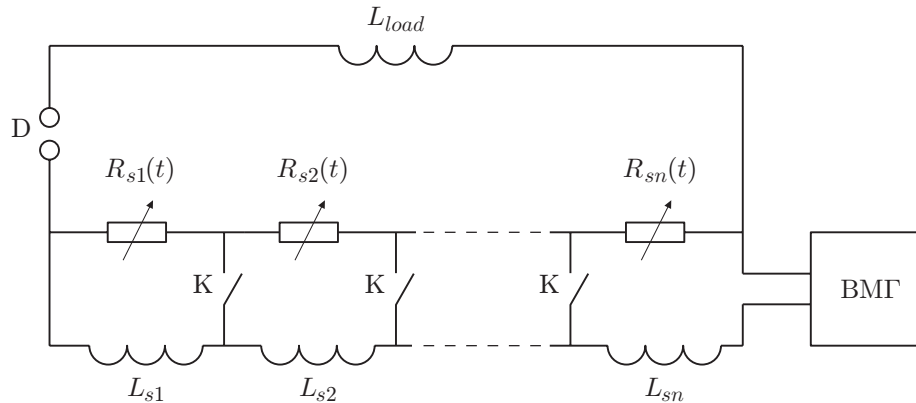 L_{load}
D
R_{s1}(t)
R_{s2}(t)
R_{sn}(t)
K
K
K
ВМГ
L_{s1}
L_{s2}
L_{sn}